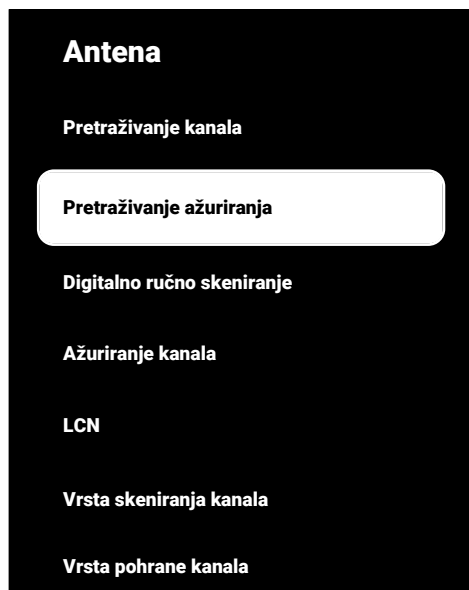 Antena
Pretraživanje kanala
Pretraživanje ažuriranja
Digitalno ručno skeniranje
Ažuriranje kanala
LCN
Vrsta skeniranja kanala
Vrsta pohrane kanala